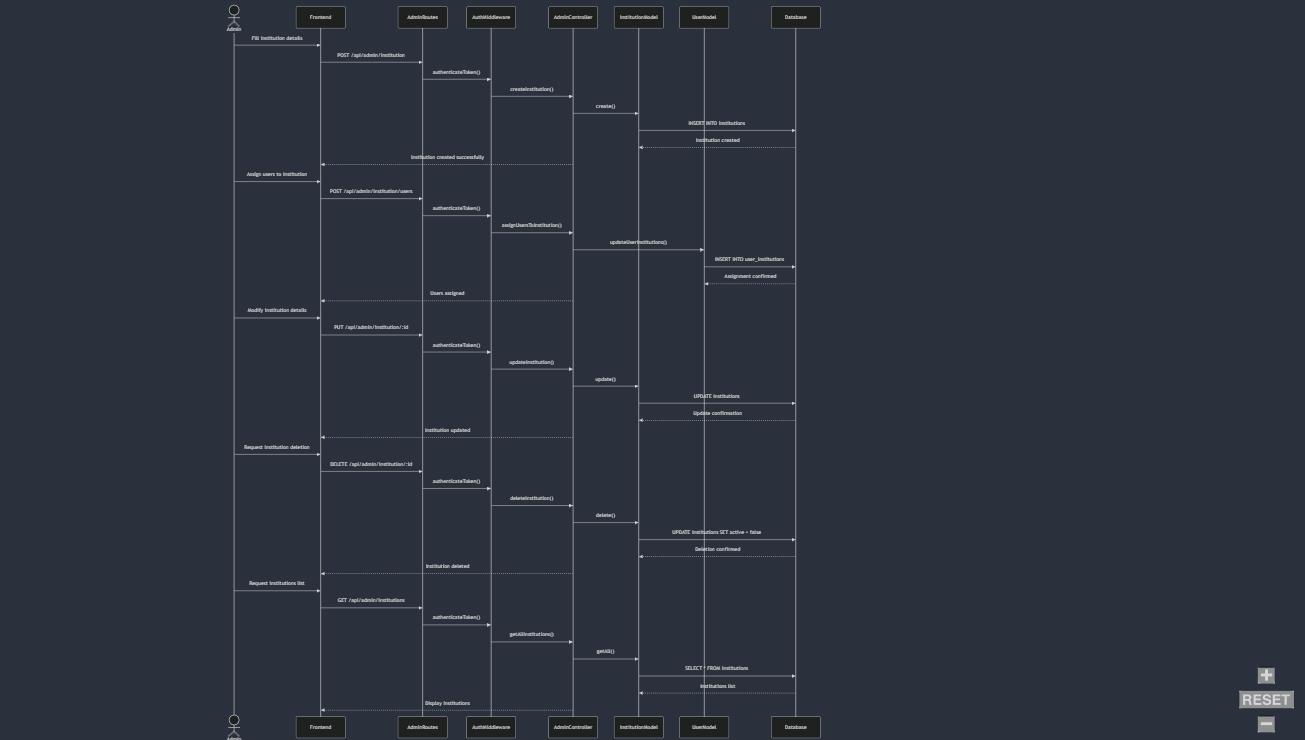 Frontend
AdminRoutes
AuthMiddleware
AdminController
InstitutionModel
UserModel
Database
Admin
Fill institution details
POST /api/admin/institution
authenticateToken()
createInstitution()
create()
INSERT INTO institutions
Institution created
Institution created successfully
Assign users to institution
POST /api/admin/institution/users
authenticateToken()
assignUsersToInstitution()
updateUserInstitutions()
INSERT INTO user_institutions
Assignment confirmed
Users assigned
Modify institution details
PUT /api/admin/institution/:id
authenticateToken()
updateInstitution()
update()
UPDATE institutions
Update confirmation
Institution updated
Request institution deletion
DELETE /api/admin/institution/:id
authenticateToken()
deleteInstitution()
delete()
UPDATE institutions SET active = false
Deletion confirmed
Institution deleted
Request institutions list
GET /api/admin/institutions
authenticateToken()
getAllInstitutions()
getAll()
SELECT * FROM institutions
Institutions list
Display institutions
RESET
Frontend
AdminRoutes
AuthMiddleware
AdminController
InstitutionModel
UserModel
Database
Admin